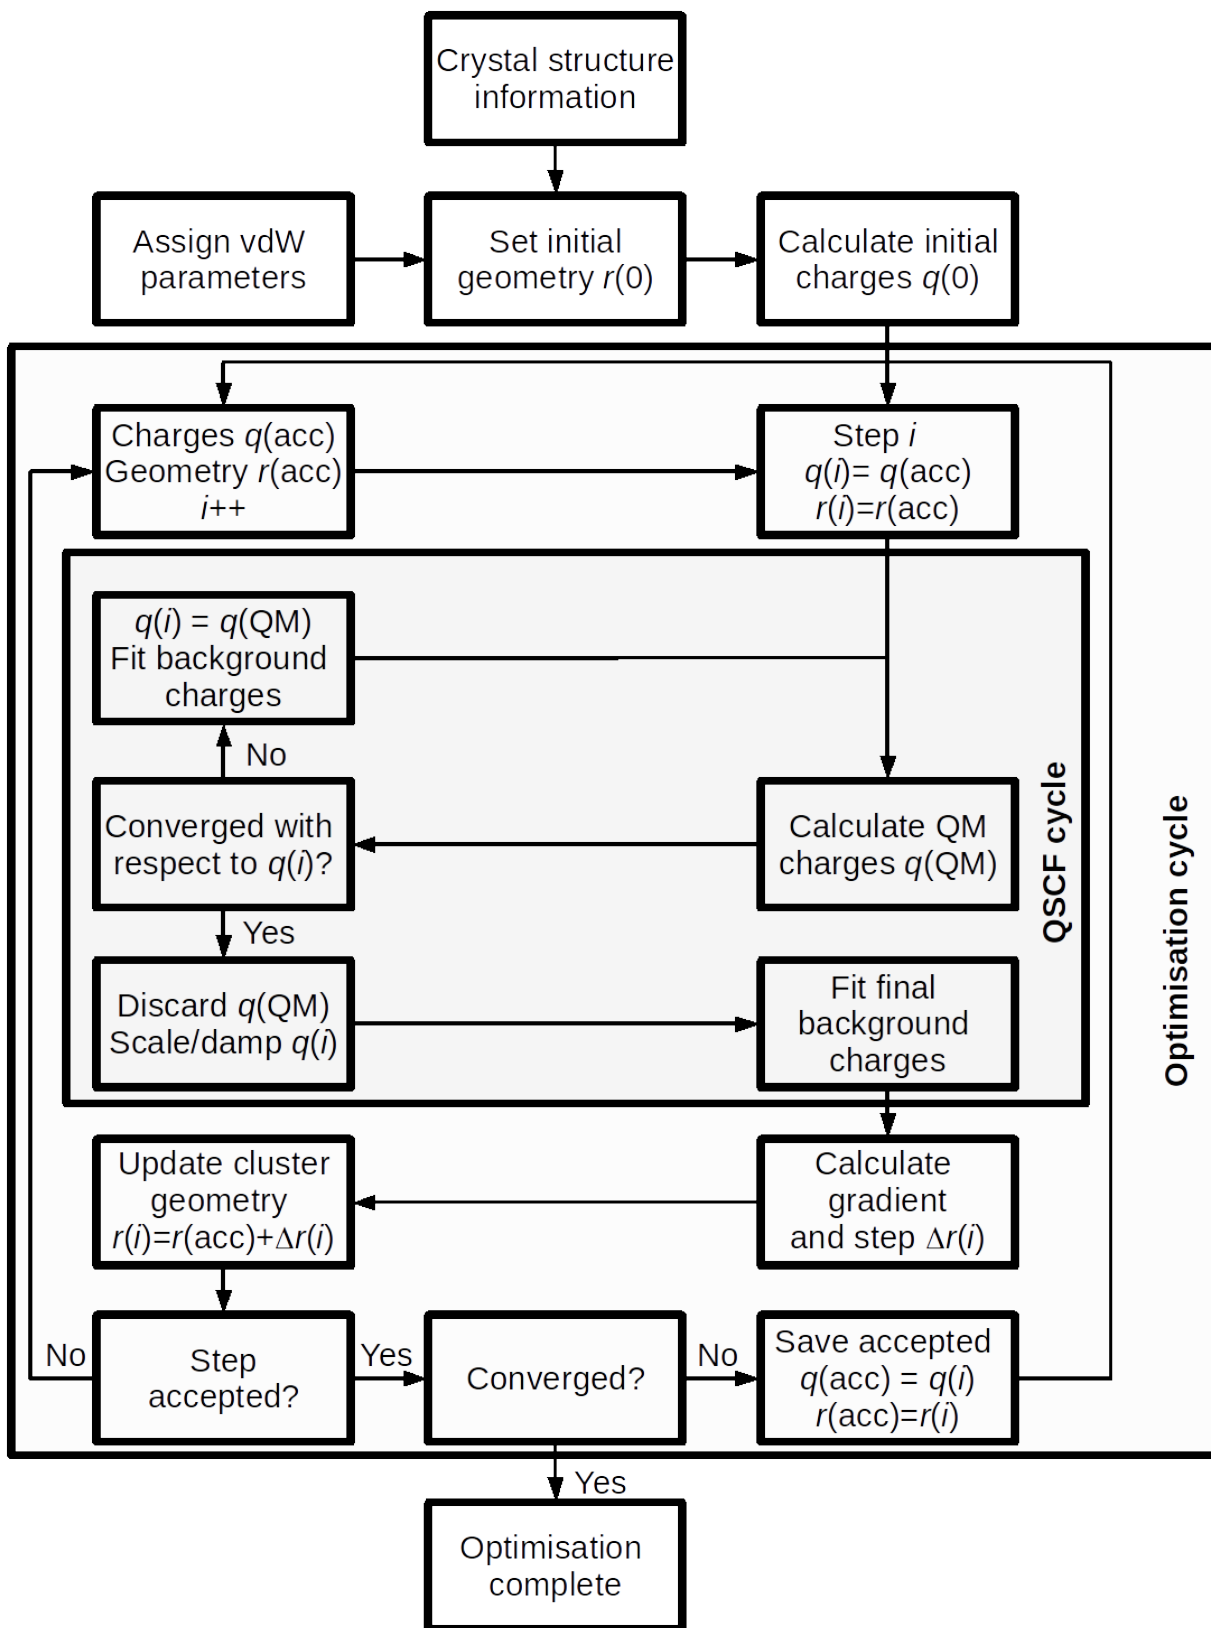 Crystal structure
information
Assign vdW
parameters
Set initial
geometry r(0)
Calculate initial
charges q(0)
Charges q(acc)
Geometry r(acc)
i++
Step i
q(i)= q(acc)
r(i)=r(acc)
q(i) = q(QM)
Fit background
charges
No
Converged with
respect to q(i)?
Calculate QM
charges q(QM)
QSCF cycle
Optimisation cycle
Yes
Discard q(QM)
Scale/damp q(i)
Fit final
background
charges
Update cluster
geometry
r(i)=r(acc)+Δr(i)
Calculate
gradient
and step Δr(i)
No
Step
accepted?
Yes
Converged?
No
Save accepted
q(acc) = q(i)
r(acc)=r(i)
Yes
Optimisation
complete